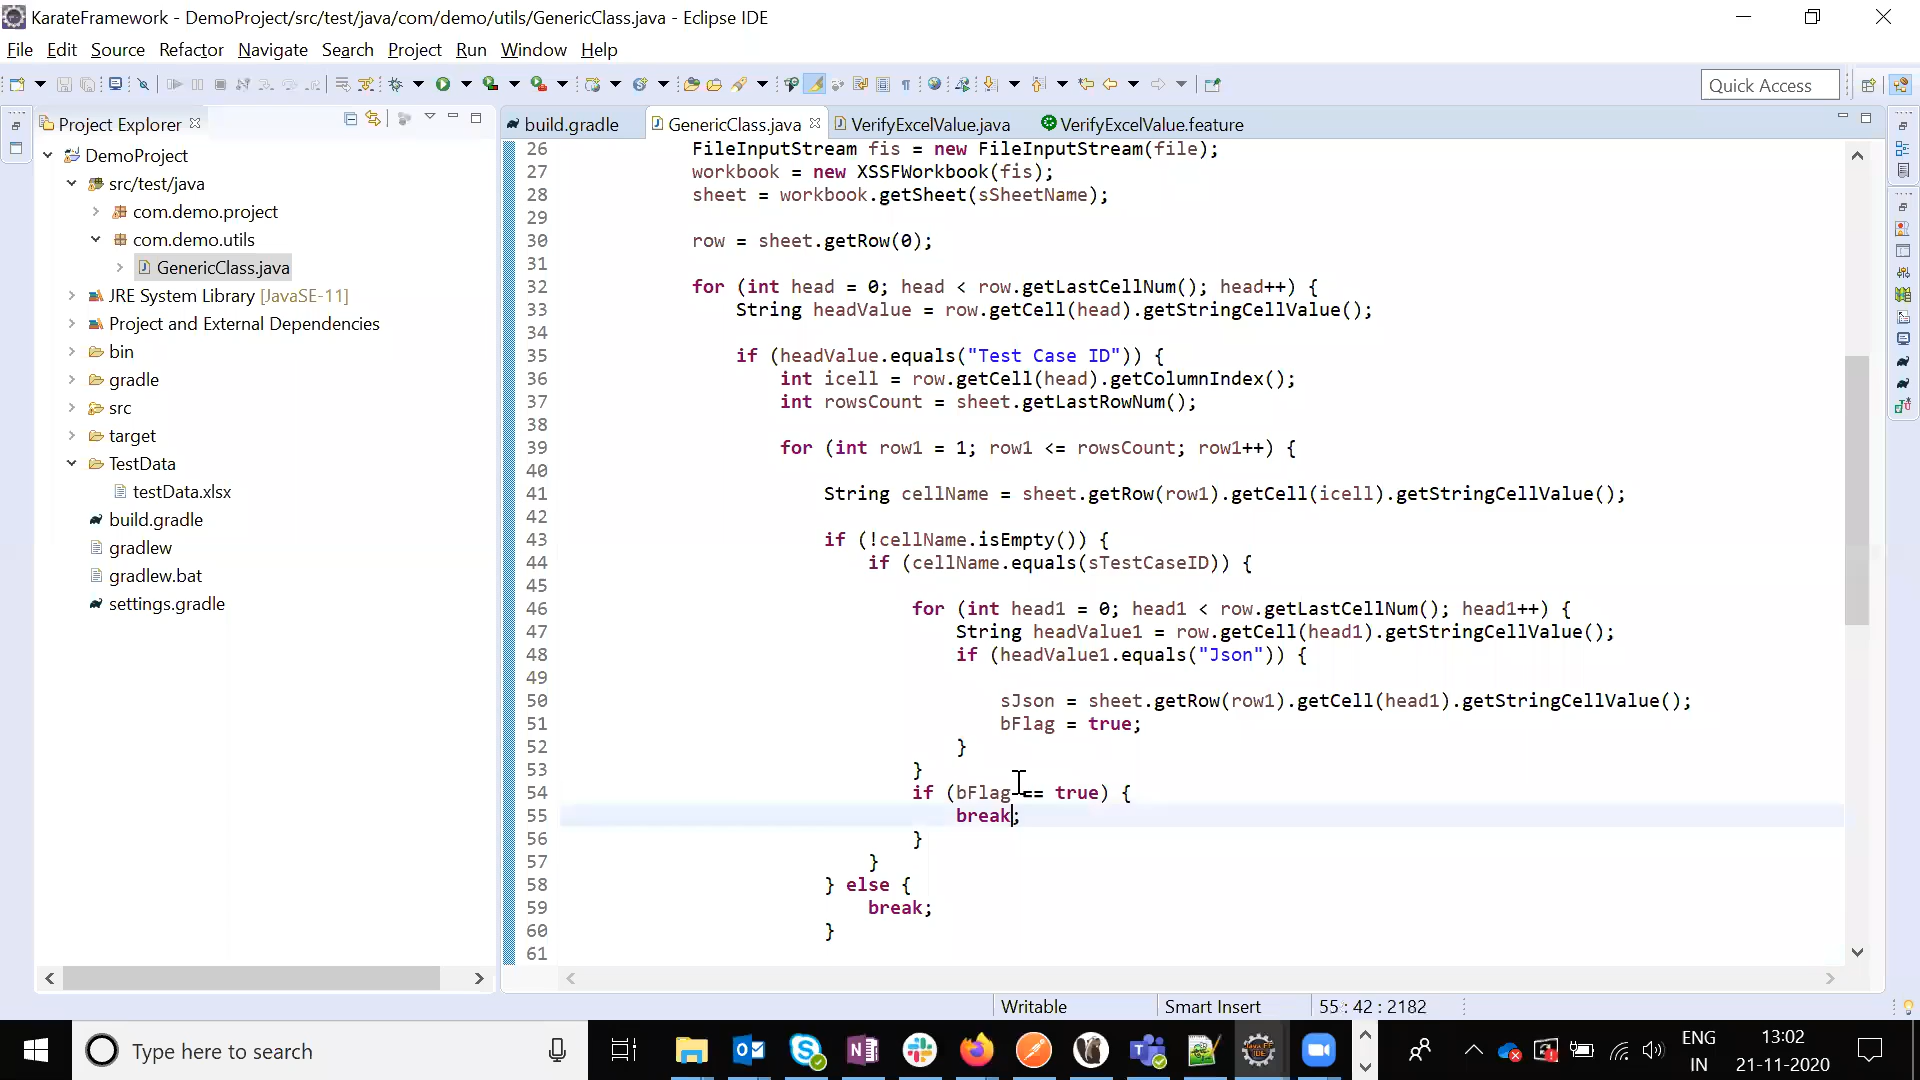 KarateFramework - DemoProject/src/test/java/com/demo/utils/GenericClass.java - Eclipse IDE
File Edit Source Refactor Navigate Search Project Run Window Help
Quick Access
Project Explorer
build.gradle
GenericClass.java
VerifyExcelValue.java
VerifyExcelValue.feature
DemoProject
src/test/java
com.demo.project
com.demo.utils
GenericClass.java
JRE System Library [JavaSE-11]
Project and External Dependencies
bin
gradle
src
target
TestData
testData.xlsx
build.gradle
gradlew
gradlew.bat
settings.gradle
26 FileInputStream fis = new FileInputStream(file);
27 workbook = new XSSFWorkbook(fis);
28 sheet = workbook.getSheet(sSheetName);
29
30 row = sheet.getRow(0);
31
32 for (int head = 0; head < row.getLastCellNum(); head++) {
33 String headValue = row.getCell(head).getStringCellValue();
34
35 if (headValue.equals("Test Case ID")) {
36 int icell = row.getCell(head).getColumnIndex();
37 int rowsCount = sheet.getLastRowNum();
38
39 for (int row1 = 1; row1 <= rowsCount; row1++) {
40
41 String cellName = sheet.getRow(row1).getCell(icell).getStringCellValue();
42
43 if (!cellName.isEmpty()) {
44 if (cellName.equals(sTestCaseID)) {
45
46 for (int head1 = 0; head1 < row.getLastCellNum(); head1++) {
47 String headValue1 = row.getCell(head1).getStringCellValue();
48 if (headValue1.equals("Json")) {
49
50 sJson = sheet.getRow(row1).getCell(head1).getStringCellValue();
51 bFlag = true;
52 }
53 }
54 if (bFlag == true) {
55 break;
56 }
57 }
58 } else {
59 break;
60 }
61
Writable Smart Insert 55 : 42 : 2182
Type here to search
ENG
IN
13:02
21-11-2020